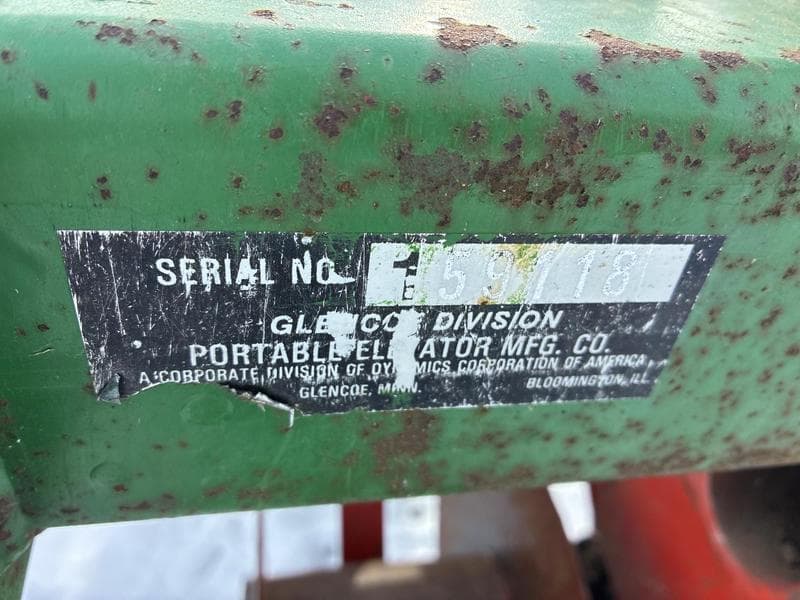 SERIAL NO. 159718
GLENCOE DIVISION
PORTABLE ELEVATOR MFG. CO.
A CORPORATE DIVISION OF DYNAMICS CORPORATION OF AMERICA
GLENCOE, MINN. BLOOMINGTON, ILL.